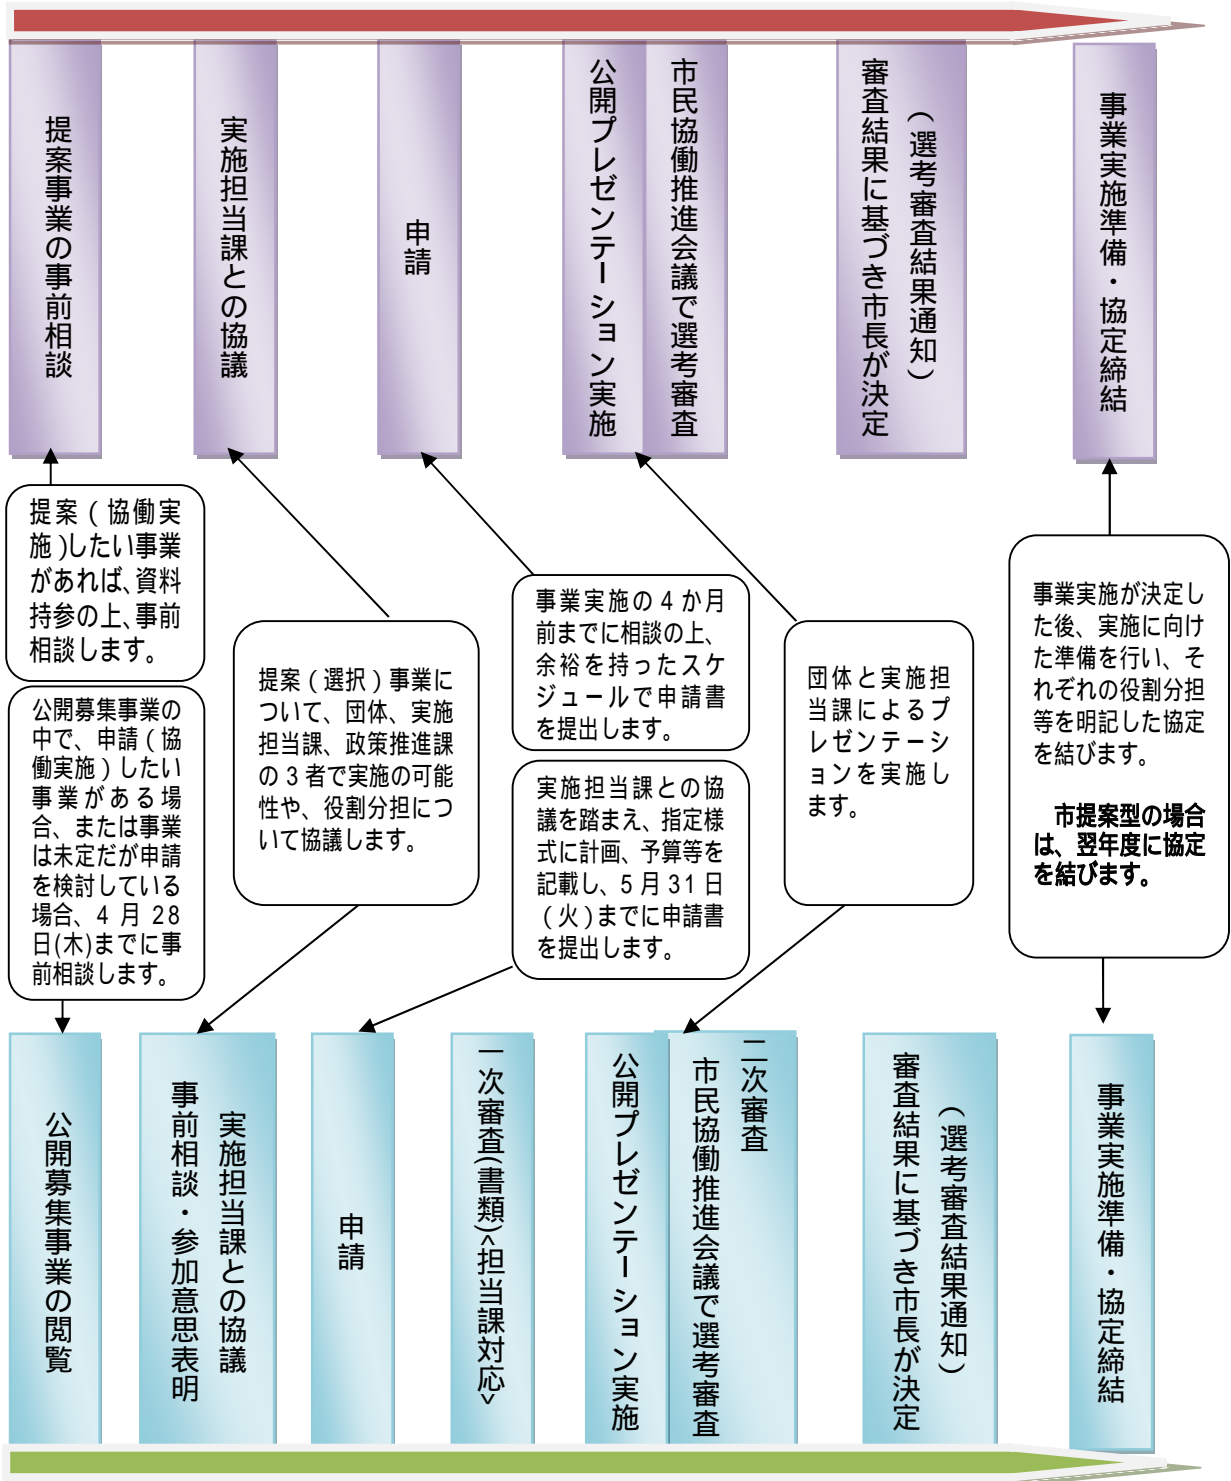 提案事業の事前相談
実施担当課との協議
申請
公開プレゼンテーション実施
市民協働推進会議で選考審査
審査結果に基づき市長が決定
（選考審査結果通知）
事業実施準備・協定締結
提案（協働実
施）したい事業
があれば、資料
持参の上、事前
相談します。
公開募集事業の
中で、申請（協
働実施）したい
事業がある場
合、または事業
は未定だが申請
を検討している
場合、4月28
日(木)までに事
前相談します。
提案（選択）事業に
ついて、団体、実施
担当課、政策推進課
の3者で実施の可能
性や、役割分担につ
いて協議します。
事業実施の4か月
前までに相談の上、
余裕を持ったスケ
ジュールで申請書
を提出します。
実施担当課との協
議を踏まえ、指定様
式に計画、予算等を
記載し、5月31日
（火）までに申請書
を提出します。
団体と実施担
当課によるプ
レゼンテーシ
ョンを実施し
ます。
事業実施が決定し
た後、実施に向け
た準備を行い、そ
れぞれの役割分担
等を明記した協定
を結びます。
市提案型の場合
は、翌年度に協定
を結びます。
公開募集事業の閲覧
事前相談・参加意思表明
実施担当課との協議
申請
一次審査(書類)<担当課対応>
公開プレゼンテーション実施
二次審査
市民協働推進会議で選考審査
審査結果に基づき市長が決定
（選考審査結果通知）
事業実施準備・協定締結